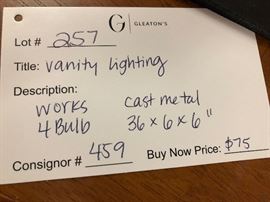 G | GLEATON'S
Lot # 257
Title: vanity lighting
Description:
works cast metal
4 Bulb 36 x 6 x 6"
Consignor # 459 Buy Now Price: $75